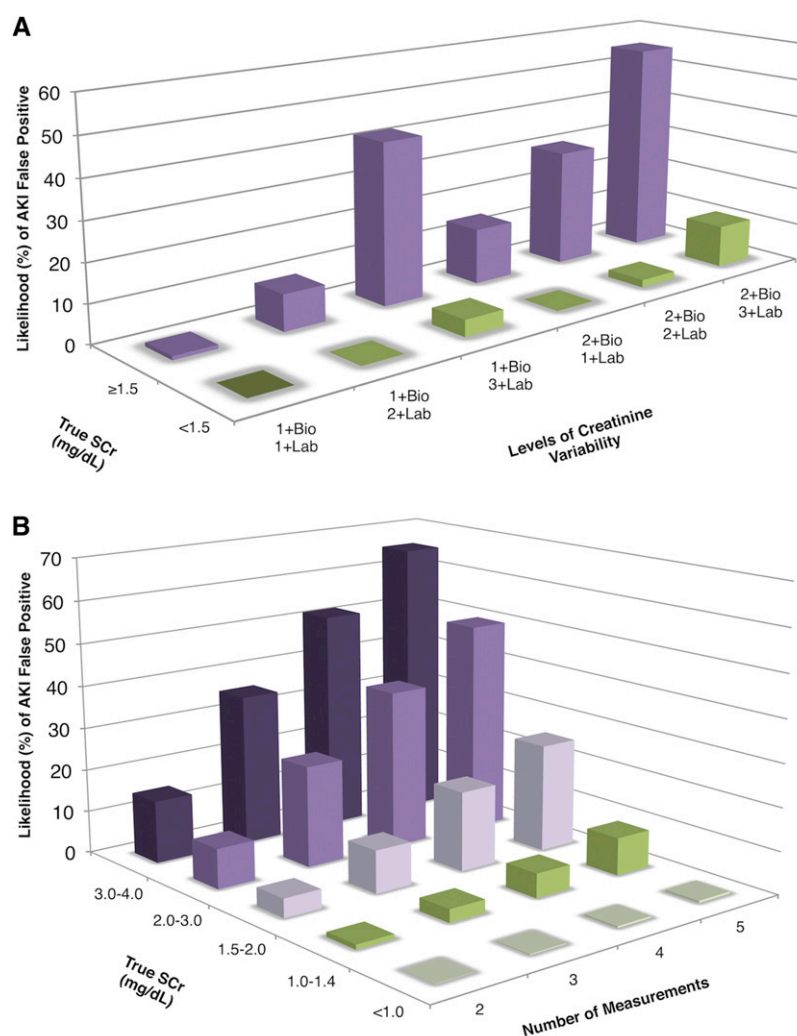 A
Likelihood (%) of AKI False Positive
60
50
40
30
20
10
0
≥1.5
<1.5
True SCr
(mg/dL)
1+Bio
1+Lab
1+Bio
2+Lab
1+Bio
3+Lab
2+Bio
1+Lab
2+Bio
2+Lab
2+Bio
3+Lab
Levels of Creatinine
Variability
B
Likelihood (%) of AKI False Positive
70
60
50
40
30
20
10
0
3.0-4.0
2.0-3.0
1.5-2.0
1.0-1.4
<1.0
True SCr
(mg/dL)
2
3
4
5
Number of Measurements